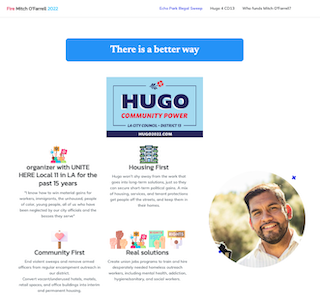 Fire Mitch O'Farrell 2022
Echo Park Illegal Sweep    Hugo 4 CD13    Who funds Mitch O'Farrell?
There is a better way
HUGO
COMMUNITY POWER
LA CITY COUNCIL - DISTRICT 13
HUGO2022.COM
organizer with UNITE
HERE Local 11 in LA for the
past 15 years
"I know how to win material gains for
workers, immigrants, the unhoused, people
of color, young people, all of us who have
been neglected by our city officials and the
forces they serve"
Housing First
Hugo won't shy away from the work that
goes into long-term solutions, just so they
can secure short-term political gains. A mix
of housing, services, and tenant protections
get people off the streets, and keep them in
their homes.
Community First
End violent sweeps and remove armed
officers from regular encampment outreach in
our district.
Convert vacant/unused hotels, motels,
retail spaces, and office buildings into interim
and permanent housing.
Real solutions
Create union jobs programs to train and hire
desperately needed homeless outreach
workers, including mental health, addiction,
hygiene/sanitary, and social workers.